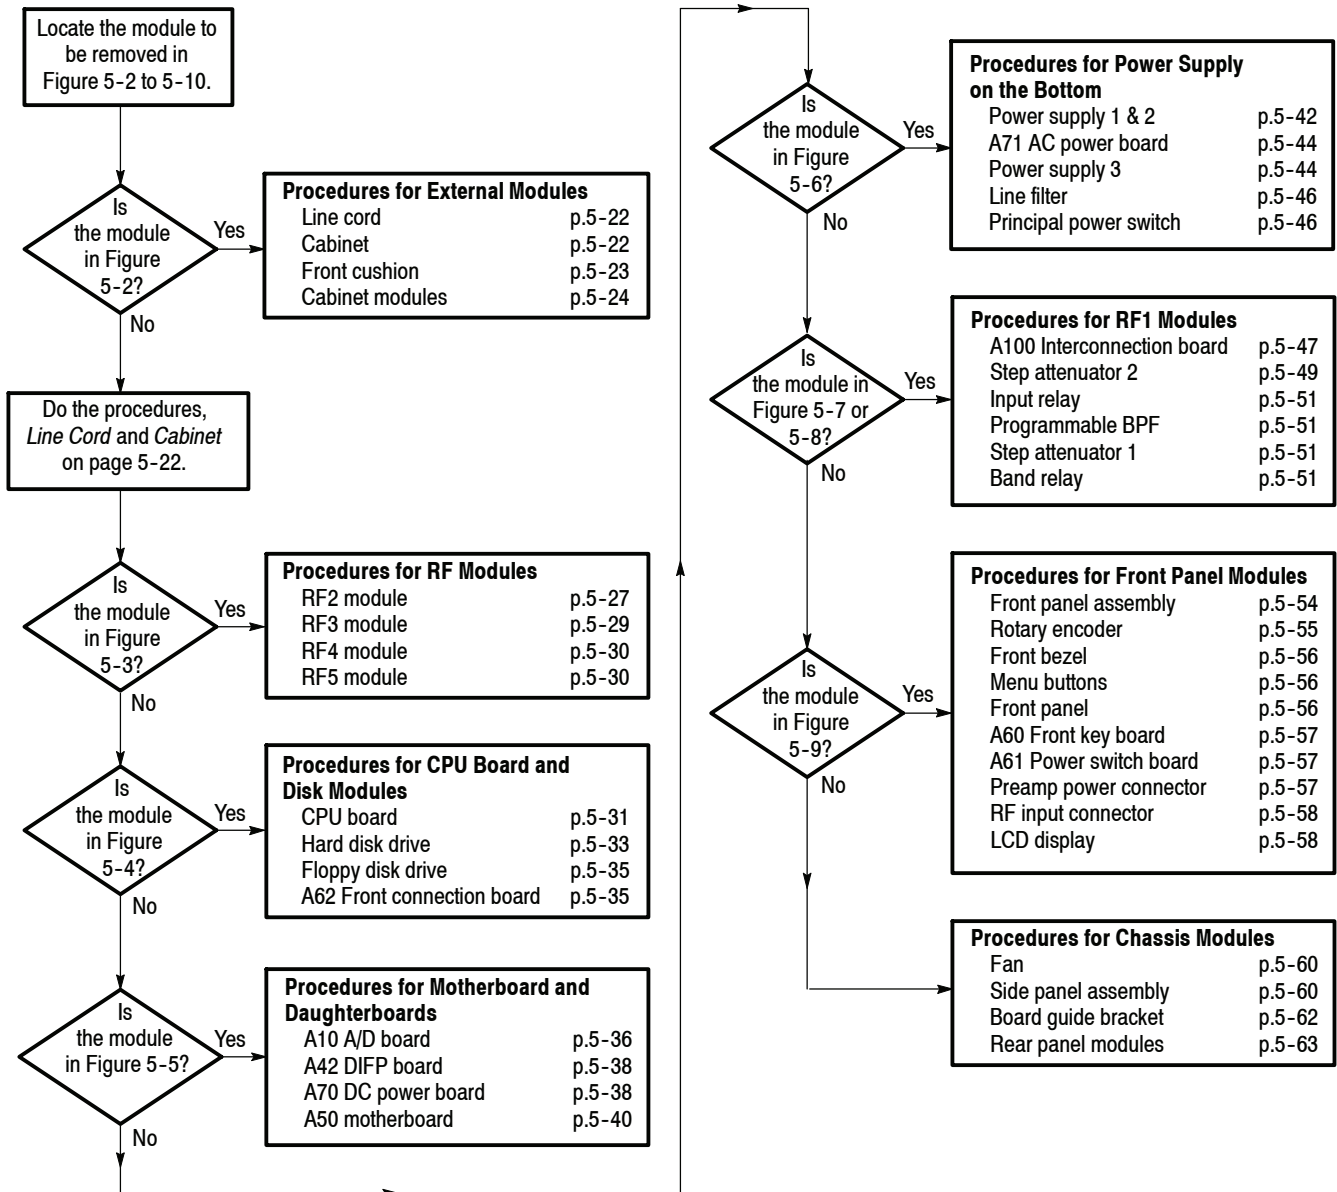 Locate the module to
be removed in
Figure 5-2 to 5-10.
Is
the module
in Figure
5-2?
Yes
No
Procedures for External Modules
Line cord p.5-22
Cabinet p.5-22
Front cushion p.5-23
Cabinet modules p.5-24
Do the procedures,
Line Cord and Cabinet
on page 5-22.
Is
the module
in Figure
5-3?
Yes
No
Procedures for RF Modules
RF2 module p.5-27
RF3 module p.5-29
RF4 module p.5-30
RF5 module p.5-30
Is
the module
in Figure
5-4?
Yes
No
Procedures for CPU Board and
Disk Modules
CPU board p.5-31
Hard disk drive p.5-33
Floppy disk drive p.5-35
A62 Front connection board p.5-35
Is
the module
in Figure 5-5?
Yes
No
Procedures for Motherboard and
Daughterboards
A10 A/D board p.5-36
A42 DIFP board p.5-38
A70 DC power board p.5-38
A50 motherboard p.5-40
Is
the module
in Figure
5-6?
Yes
No
Procedures for Power Supply
on the Bottom
Power supply 1 & 2 p.5-42
A71 AC power board p.5-44
Power supply 3 p.5-44
Line filter p.5-46
Principal power switch p.5-46
Is
the module in
Figure 5-7 or
5-8?
Yes
No
Procedures for RF1 Modules
A100 Interconnection board p.5-47
Step attenuator 2 p.5-49
Input relay p.5-51
Programmable BPF p.5-51
Step attenuator 1 p.5-51
Band relay p.5-51
Is
the module
in Figure
5-9?
Yes
No
Procedures for Front Panel Modules
Front panel assembly p.5-54
Rotary encoder p.5-55
Front bezel p.5-56
Menu buttons p.5-56
Front panel p.5-56
A60 Front key board p.5-57
A61 Power switch board p.5-57
Preamp power connector p.5-57
RF input connector p.5-58
LCD display p.5-58
Procedures for Chassis Modules
Fan p.5-60
Side panel assembly p.5-60
Board guide bracket p.5-62
Rear panel modules p.5-63